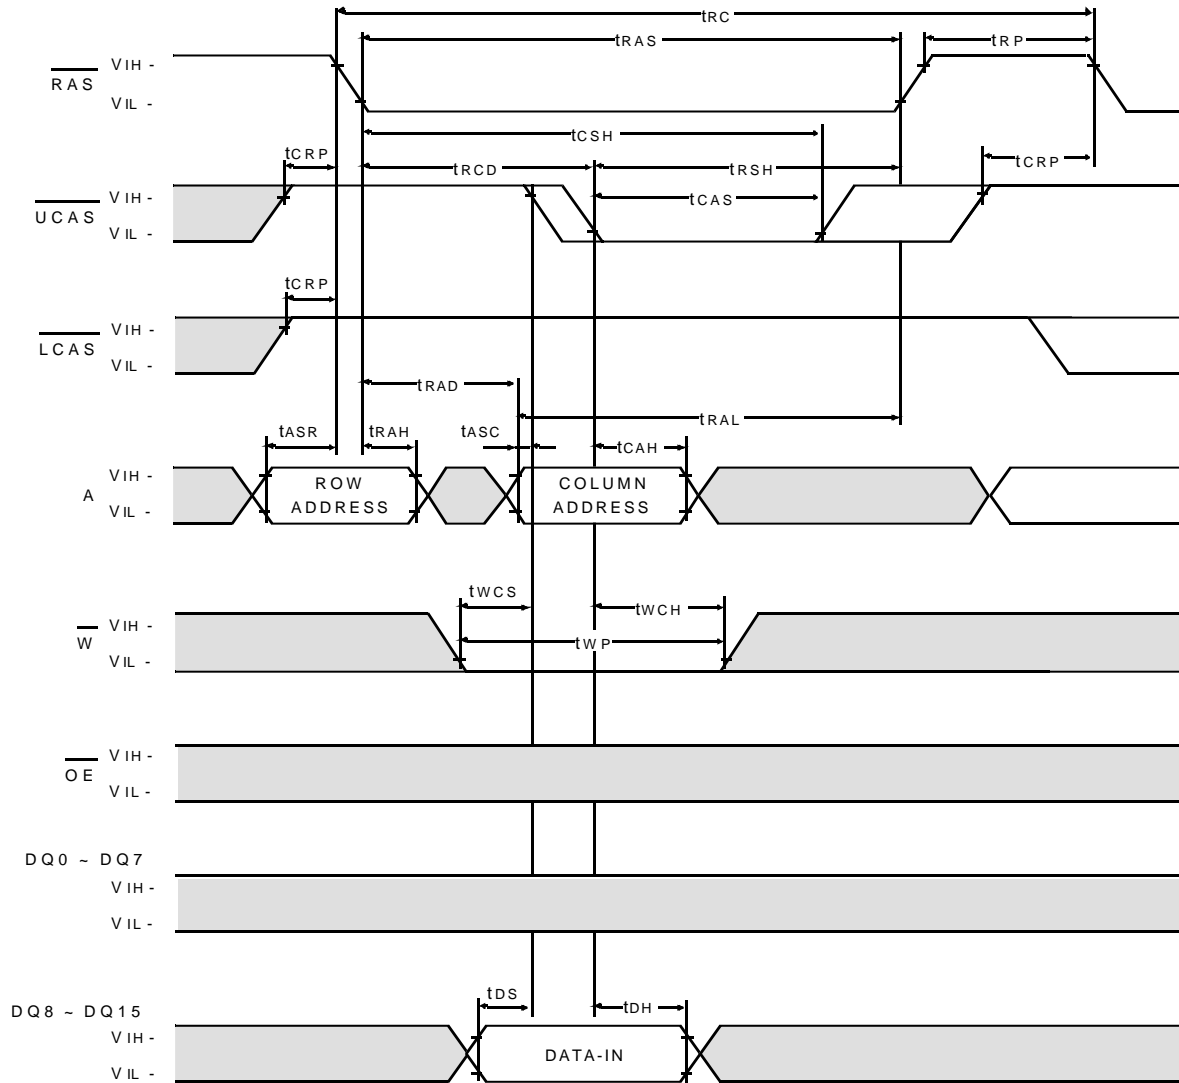 tRC
tRAS
tRP
RAS
VIH -
VIL -
tCSH
tCRP
tRCD
tRSH
tCRP
UCAS
VIH -
tCAS
VIL -
tCRP
LCAS
VIH -
VIL -
tRAD
tRAL
tASR
tRAH
tASC
tCAH
A
VIH -
VIL -
ROW
ADDRESS
COLUMN
ADDRESS
tWCS
tWCH
W
VIH -
tWP
VIL -
OE
VIH -
VIL -
DQ0 ~ DQ7
VIH -
VIL -
tDS
tDH
DQ8 ~ DQ15
VIH -
DATA-IN
VIL -